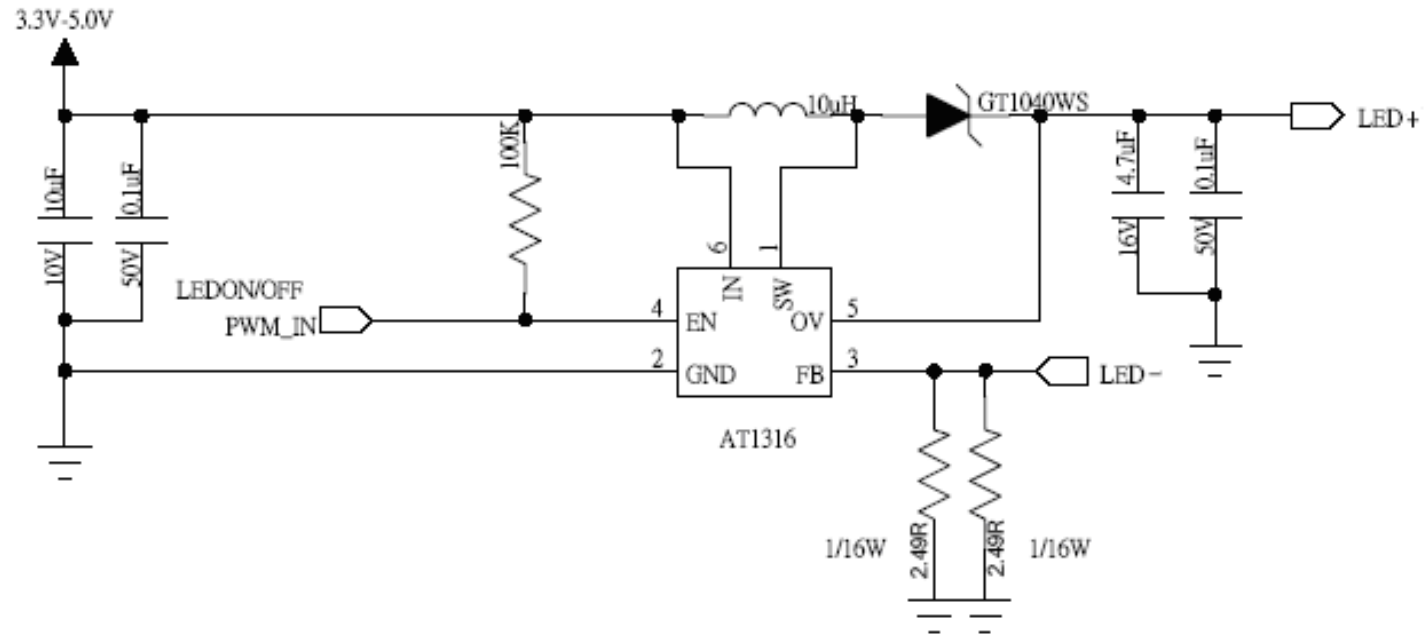 3.3V-5.0V
10uH
GT1040WS
LED+
100K
10uF
0.1uF
4.7uF
0.1uF
10V
50V
16V
50V
6
1
IN
SW
LEDON/OFF
PWM_IN
4
EN
OV
5
2
GND
FB
3
LED-
AT1316
1/16W
2.49R
2.49R
1/16W